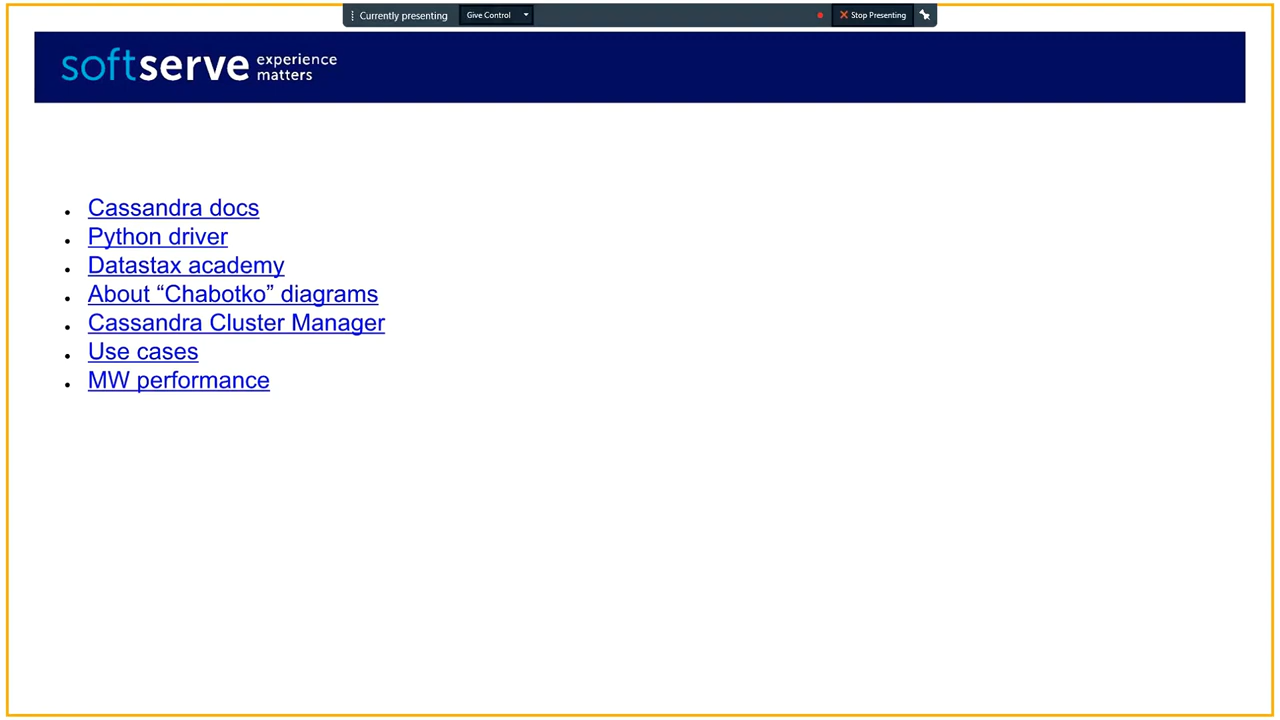 Currently presenting
Give Control
Stop Presenting
softserve experience matters
Cassandra docs
Python driver
Datastax academy
About “Chabotko” diagrams
Cassandra Cluster Manager
Use cases
MW performance